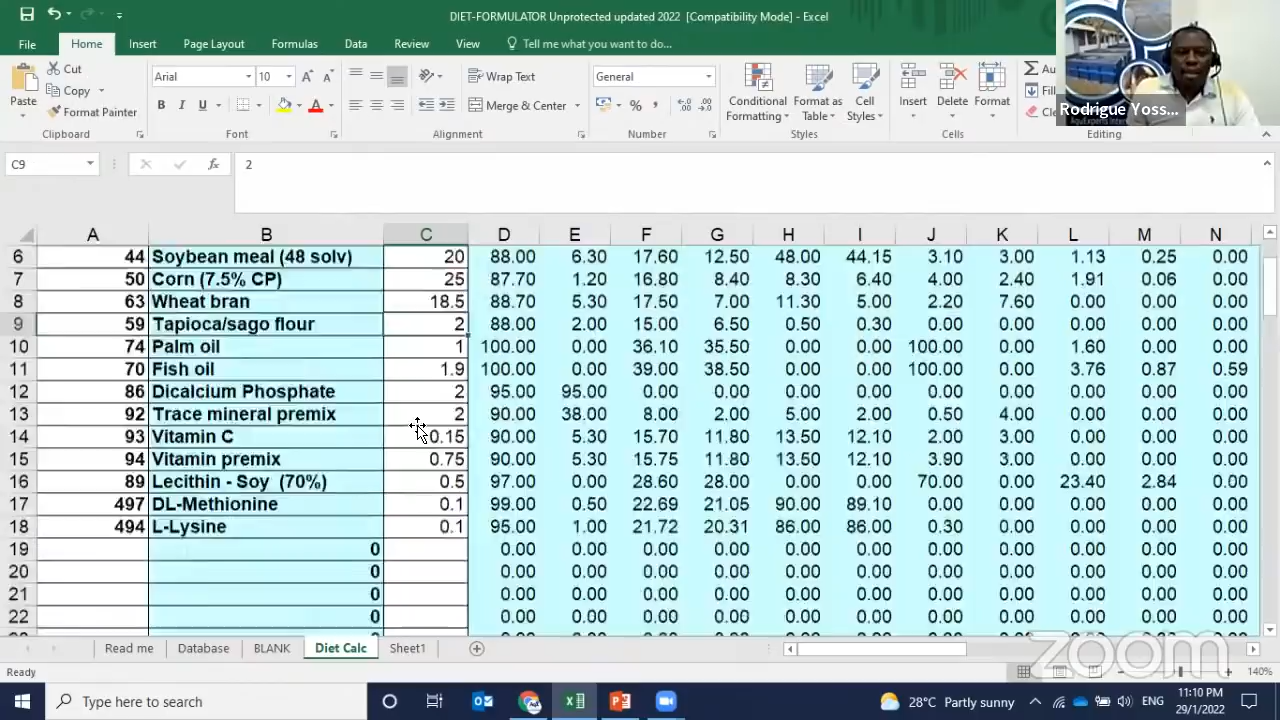 DIET-FORMULATOR Unprotected updated 2022 [Compatibility Mode] - Excel
File Home Insert Page Layout Formulas Data Review View Tell me what you want to do...
Paste
Cut
Copy
Format Painter
Clipboard
Arial 10
B I U A
Font
Wrap Text
Merge & Center
Alignment
General
%
Number
Conditional Formatting
Format as Table
Cell Styles
Styles
Insert
Delete
Format
Cells
Editing
Rodrigue Yoss...
C9 fx 2
A B C D E F G H I J K L M N
6 44 Soybean meal (48 solv) 20 88.00 6.30 17.60 12.50 48.00 44.15 3.10 3.00 1.13 0.25 0.00
7 50 Corn (7.5% CP) 25 87.70 1.20 16.80 8.40 8.30 6.40 4.00 2.40 1.91 0.06 0.00
8 63 Wheat bran 18.5 88.70 5.30 17.50 7.00 11.30 5.00 2.20 7.60 0.00 0.00 0.00
9 59 Tapioca/sago flour 2 88.00 2.00 15.00 6.50 0.50 0.30 0.00 0.00 0.00 0.00 0.00
10 74 Palm oil 1 100.00 0.00 36.10 35.50 0.00 0.00 100.00 0.00 1.60 0.00 0.00
11 70 Fish oil 1.9 100.00 0.00 39.00 38.50 0.00 0.00 100.00 0.00 3.76 0.87 0.59
12 86 Dicalcium Phosphate 2 95.00 95.00 0.00 0.00 0.00 0.00 0.00 0.00 0.00 0.00 0.00
13 92 Trace mineral premix 2 90.00 38.00 8.00 2.00 5.00 2.00 0.50 4.00 0.00 0.00 0.00
14 93 Vitamin C 0.15 90.00 5.30 15.70 11.80 13.50 12.10 2.00 3.00 0.00 0.00 0.00
15 94 Vitamin premix 0.75 90.00 5.30 15.75 11.80 13.50 12.10 3.90 3.00 0.00 0.00 0.00
16 89 Lecithin - Soy (70%) 0.5 97.00 0.00 28.60 28.00 0.00 0.00 70.00 0.00 23.40 2.84 0.00
17 497 DL-Methionine 0.1 99.00 0.50 22.69 21.05 90.00 89.10 0.00 0.00 0.00 0.00 0.00
18 494 L-Lysine 0.1 95.00 1.00 21.72 20.31 86.00 86.00 0.30 0.00 0.00 0.00 0.00
19 0 0.00 0.00 0.00 0.00 0.00 0.00 0.00 0.00 0.00 0.00 0.00
20 0 0.00 0.00 0.00 0.00 0.00 0.00 0.00 0.00 0.00 0.00 0.00
21 0 0.00 0.00 0.00 0.00 0.00 0.00 0.00 0.00 0.00 0.00 0.00
22 0 0.00 0.00 0.00 0.00 0.00 0.00 0.00 0.00 0.00 0.00 0.00
Read me Database BLANK Diet Calc Sheet1
zoom
Ready 140%
Type here to search
28°C Partly sunny ENG
11:10 PM
29/1/2022